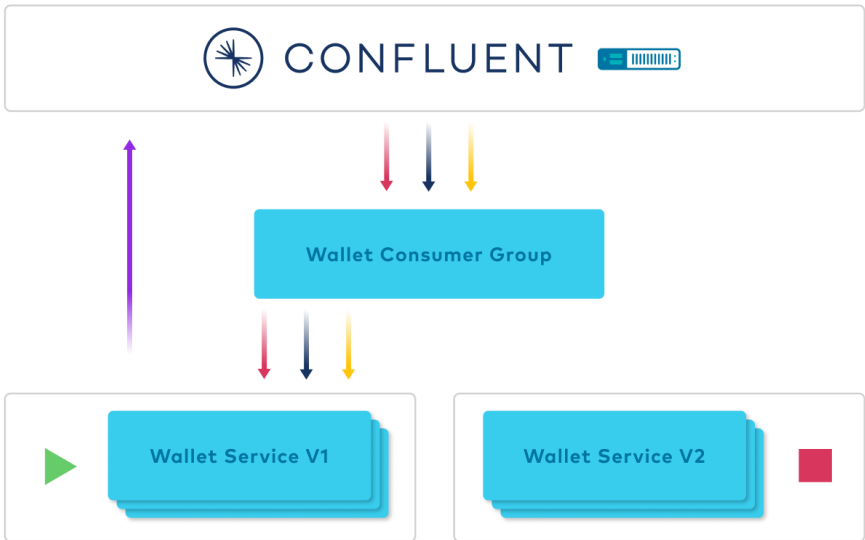 CONFLUENT
Wallet Consumer Group
Wallet Service V1
Wallet Service V2